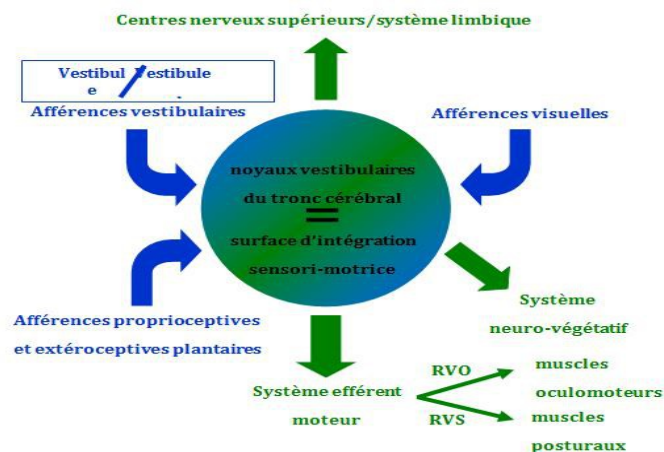 Centres nerveux supérieurs/système limbique
Vestibul Vestibule
e .
Afférences vestibulaires
Afférences visuelles
noyaux vestibulaires
du tronc cérébral
=
surface d'intégration
sensori-motrice
Afférences proprioceptives
et extéroceptives plantaires
Système
neuro-végétatif
Système efférent
moteur
RVO
RVS
muscles
oculomoteurs
muscles
posturaux